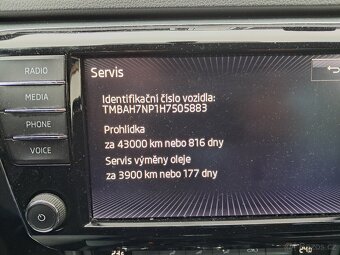 RADIO
MEDIA
PHONE
VOICE
Servis
Identifikační číslo vozidla:
TMBAH7NP1H7505883
Prohlídka
za 43000 km nebo 816 dny
Servis výměny oleje
za 3900 km nebo 177 dny